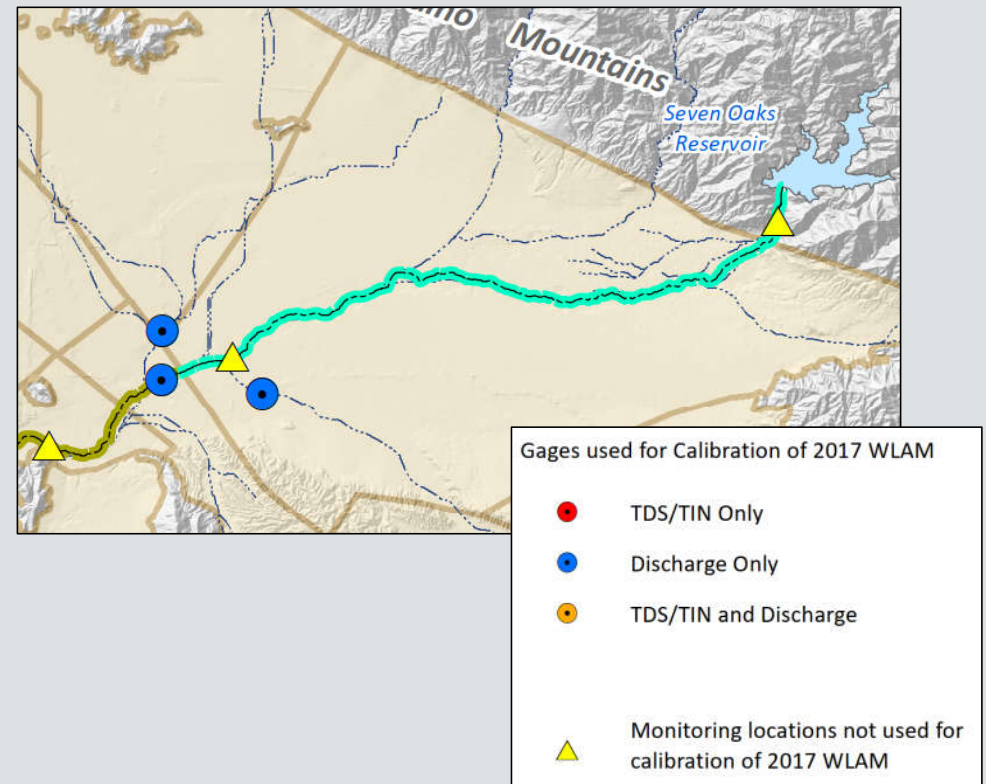 Mountains
Seven Oaks
Reservoir
Gages used for Calibration of 2017 WLAM
TDS/TIN Only
Discharge Only
TDS/TIN and Discharge
Monitoring locations not used for
calibration of 2017 WLAM